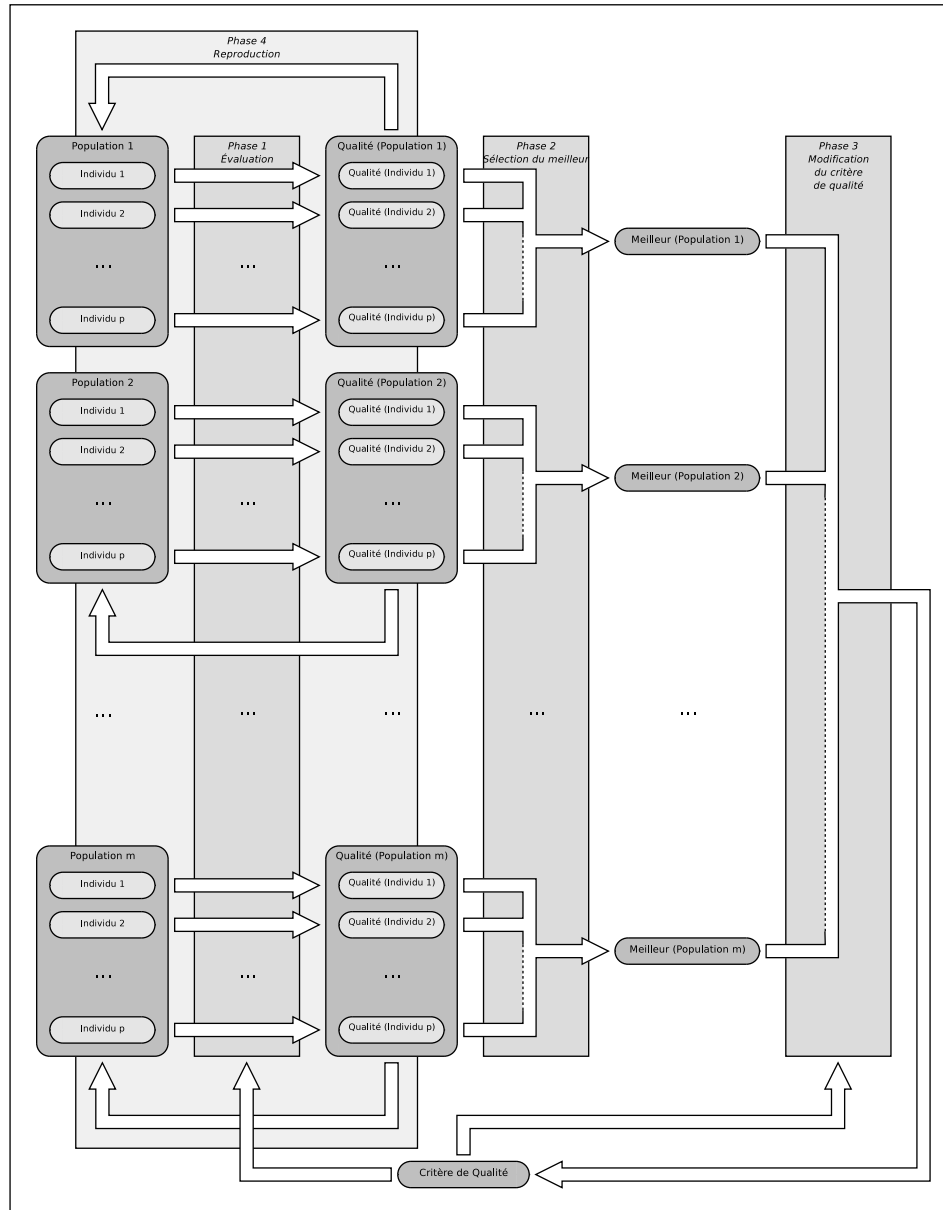 Phase 4
Reproduction
Population 1
Phase 1
Évaluation
Qualité (Population 1)
Phase 2
Sélection du meilleur
Phase 3
Modification
du critère
de qualité
Individu 1
Qualité (Individu 1)
Individu 2
Qualité (Individu 2)
Meilleur (Population 1)
...
...
...
Individu p
Qualité (Individu p)
Population 2
Qualité (Population 2)
Individu 1
Qualité (Individu 1)
Individu 2
Qualité (Individu 2)
Meilleur (Population 2)
...
...
...
Individu p
Qualité (Individu p)
...
...
...
...
...
Population m
Qualité (Population m)
Individu 1
Qualité (Individu 1)
Individu 2
Qualité (Individu 2)
Meilleur (Population m)
...
...
...
Individu p
Qualité (Individu p)
Critère de Qualité